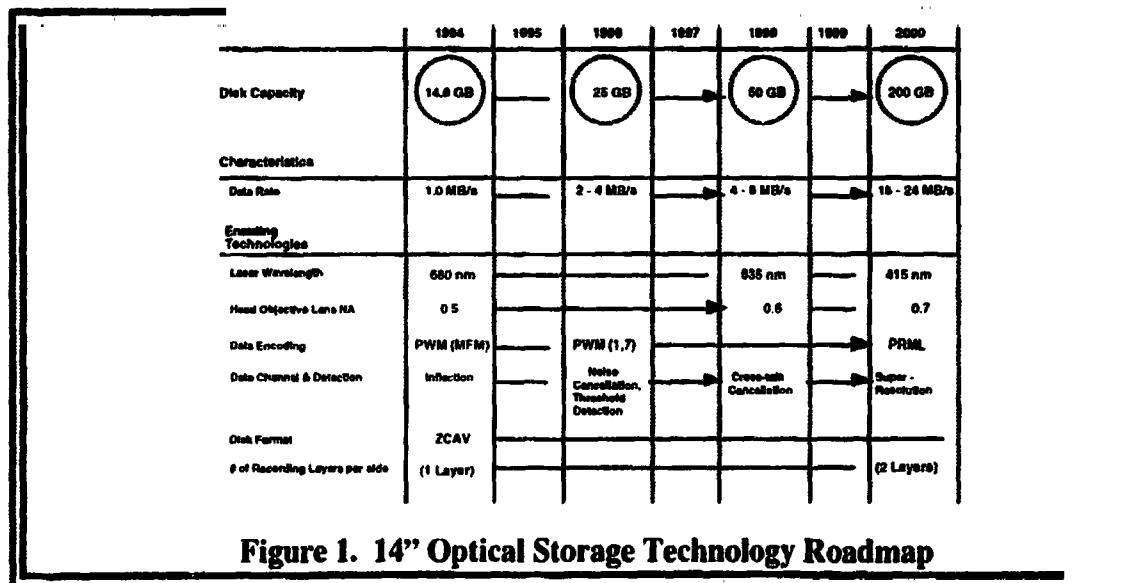 1994 1995 1996 1997 1998 1999 2000
Disk Capacity 14.8 GB 25 GB 50 GB 200 GB
Characteristics
Data Rate 1.0 MB/s 2 - 4 MB/s 4 - 8 MB/s 16 - 24 MB/s
Enabling
Technologies
Laser Wavelength 680 nm 635 nm 415 nm
Head Objective Lens NA 0.5 0.6 0.7
Data Encoding PWM (MFM) PWM (1,7) PRML
Data Channel & Detection Inflection Noise Cross-talk Super -
Cancellation, Cancellation Resolution
Threshold
Detection
Disk Format ZCAV
# of Recording Layers per side (1 Layer) (2 Layers)
Figure 1. 14” Optical Storage Technology Roadmap